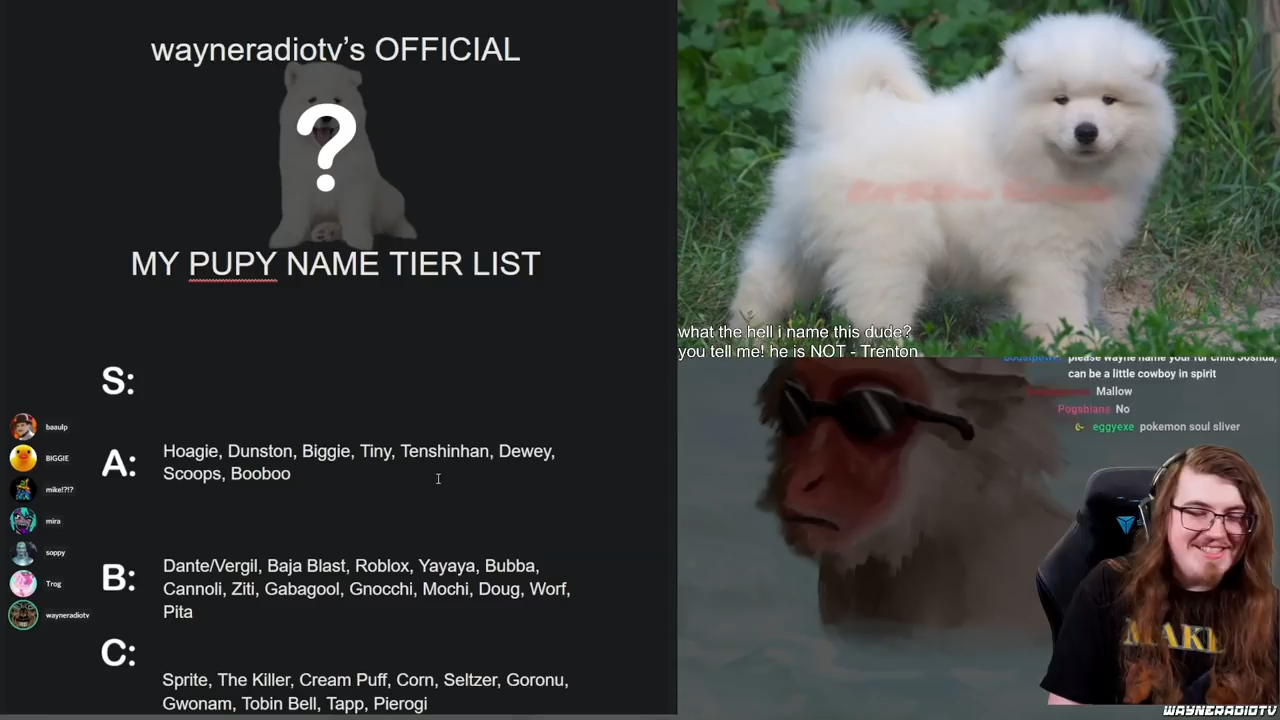 wayneradiotv's OFFICIAL
?
MY PUPY NAME TIER LIST
S:
A:
Hoagie, Dunston, Biggie, Tiny, Tenshinhan, Dewey,
Scoops, Booboo
B:
Dante/Vergil, Baja Blast, Roblox, Yayaya, Bubba,
Cannoli, Ziti, Gabagool, Gnocchi, Mochi, Doug, Worf,
Pita
C:
Sprite, The Killer, Cream Puff, Corn, Seltzer, Goronu,
Gwonam, Tobin Bell, Tapp, Pierogi
baaulp
BIGGIE
mike!?!?
mira
soppy
Trog
wayneradiotv
what the hell i name this dude?
you tell me! he is NOT - Trenton
please wayne name your fur child Joshua,
can be a little cowboy in spirit
Mallow
Pogshians No
eggyexe pokemon soul sliver
MAKE
WAYNERADIOTV